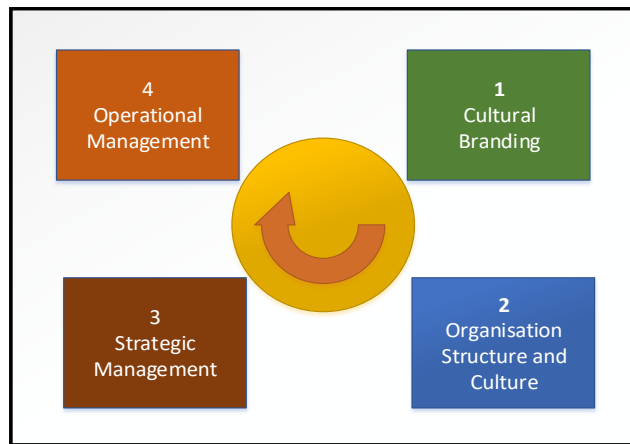 4
Operational
Management
1
Cultural
Branding
3
Strategic
Management
2
Organisation
Structure and
Culture